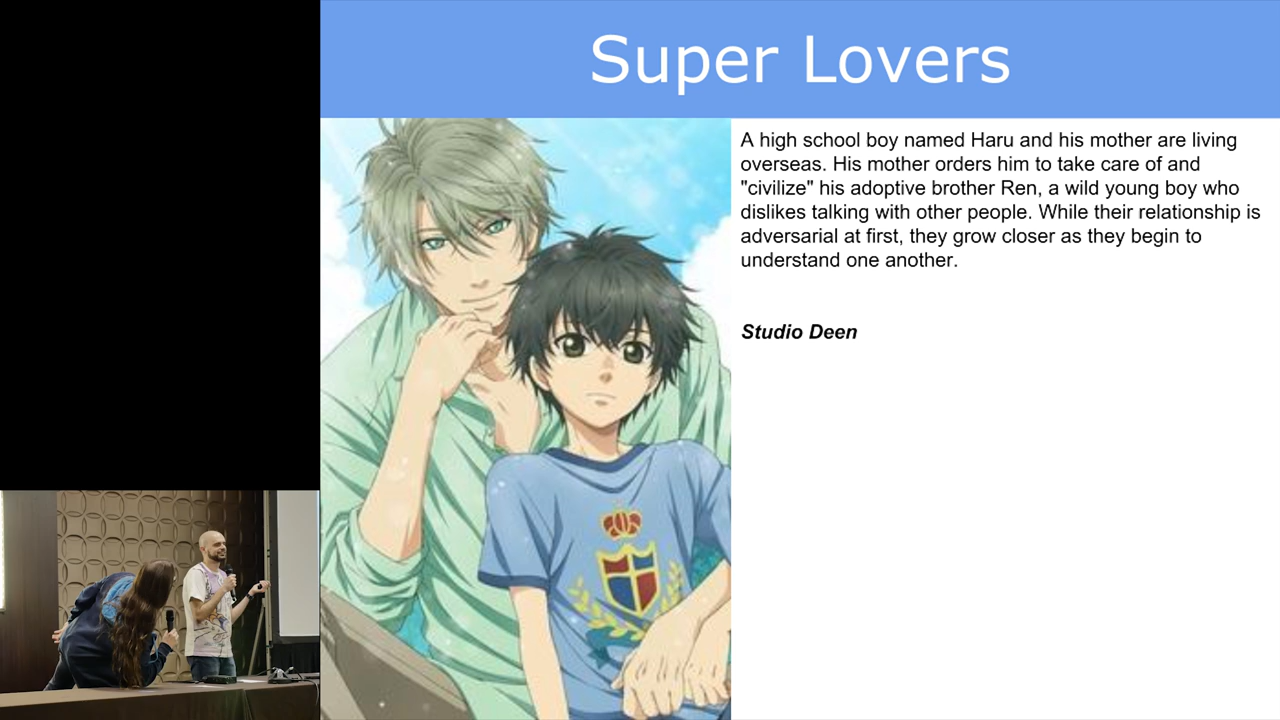 Super Lovers
A high school boy named Haru and his mother are living
overseas. His mother orders him to take care of and
"civilize" his adoptive brother Ren, a wild young boy who
dislikes talking with other people. While their relationship is
adversarial at first, they grow closer as they begin to
understand one another.
Studio Deen